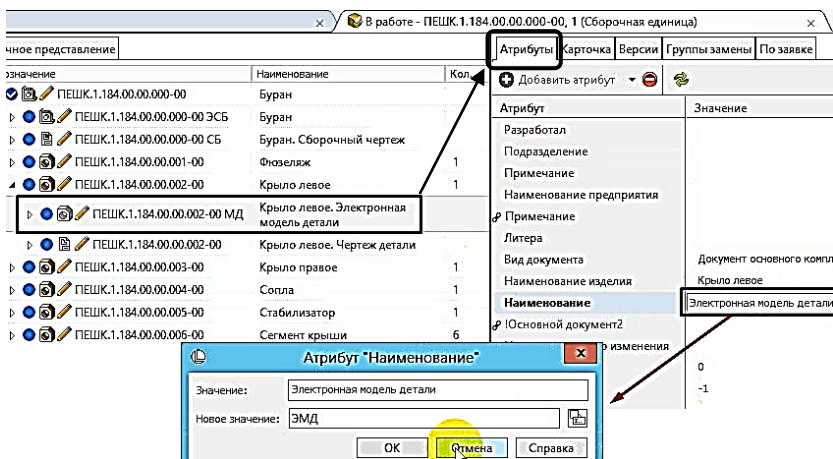 В работе - ПЕШК.1.184.00.00.000-00, 1 (Сборочная единица)
чное представление
Атрибуты Карточка Версии Группы замены По заявке
означение Наименование Кол.
Добавить атрибут
ПЕШК.1.184.00.00.000-00 Буран
Атрибут Значение
ПЕШК.1.184.00.00.000-00 ЭСБ Буран
Разработал
ПЕШК.1.184.00.00.000-00 СБ Буран. Сборочный чертеж
Подразделение
ПЕШК.1.184.00.00.001-00 Фюзеляж 1
Примечание
ПЕШК.1.184.00.00.002-00 Крыло левое 1
Наименование предприятия
ПЕШК.1.184.00.00.002-00 МД Крыло левое. Электронная
модель детали
Примечание
Литера
ПЕШК.1.184.00.00.002-00 Крыло левое. Чертеж детали
Вид документа Документ основного компл
ПЕШК.1.184.00.00.003-00 Крыло правое 1
Наименование изделия Крыло левое
ПЕШК.1.184.00.00.004-00 Сопла 1
Наименование Электронная модель детали
ПЕШК.1.184.00.00.005-00 Стабилизатор 1
!Основной документ2
ПЕШК.1.184.00.00.006-00 Сегмент крыши 6
изменения
0
-1
Атрибут "Наименование" x
Значение: Электронная модель детали
Новое значение: ЭМД
OK Отмена Справка